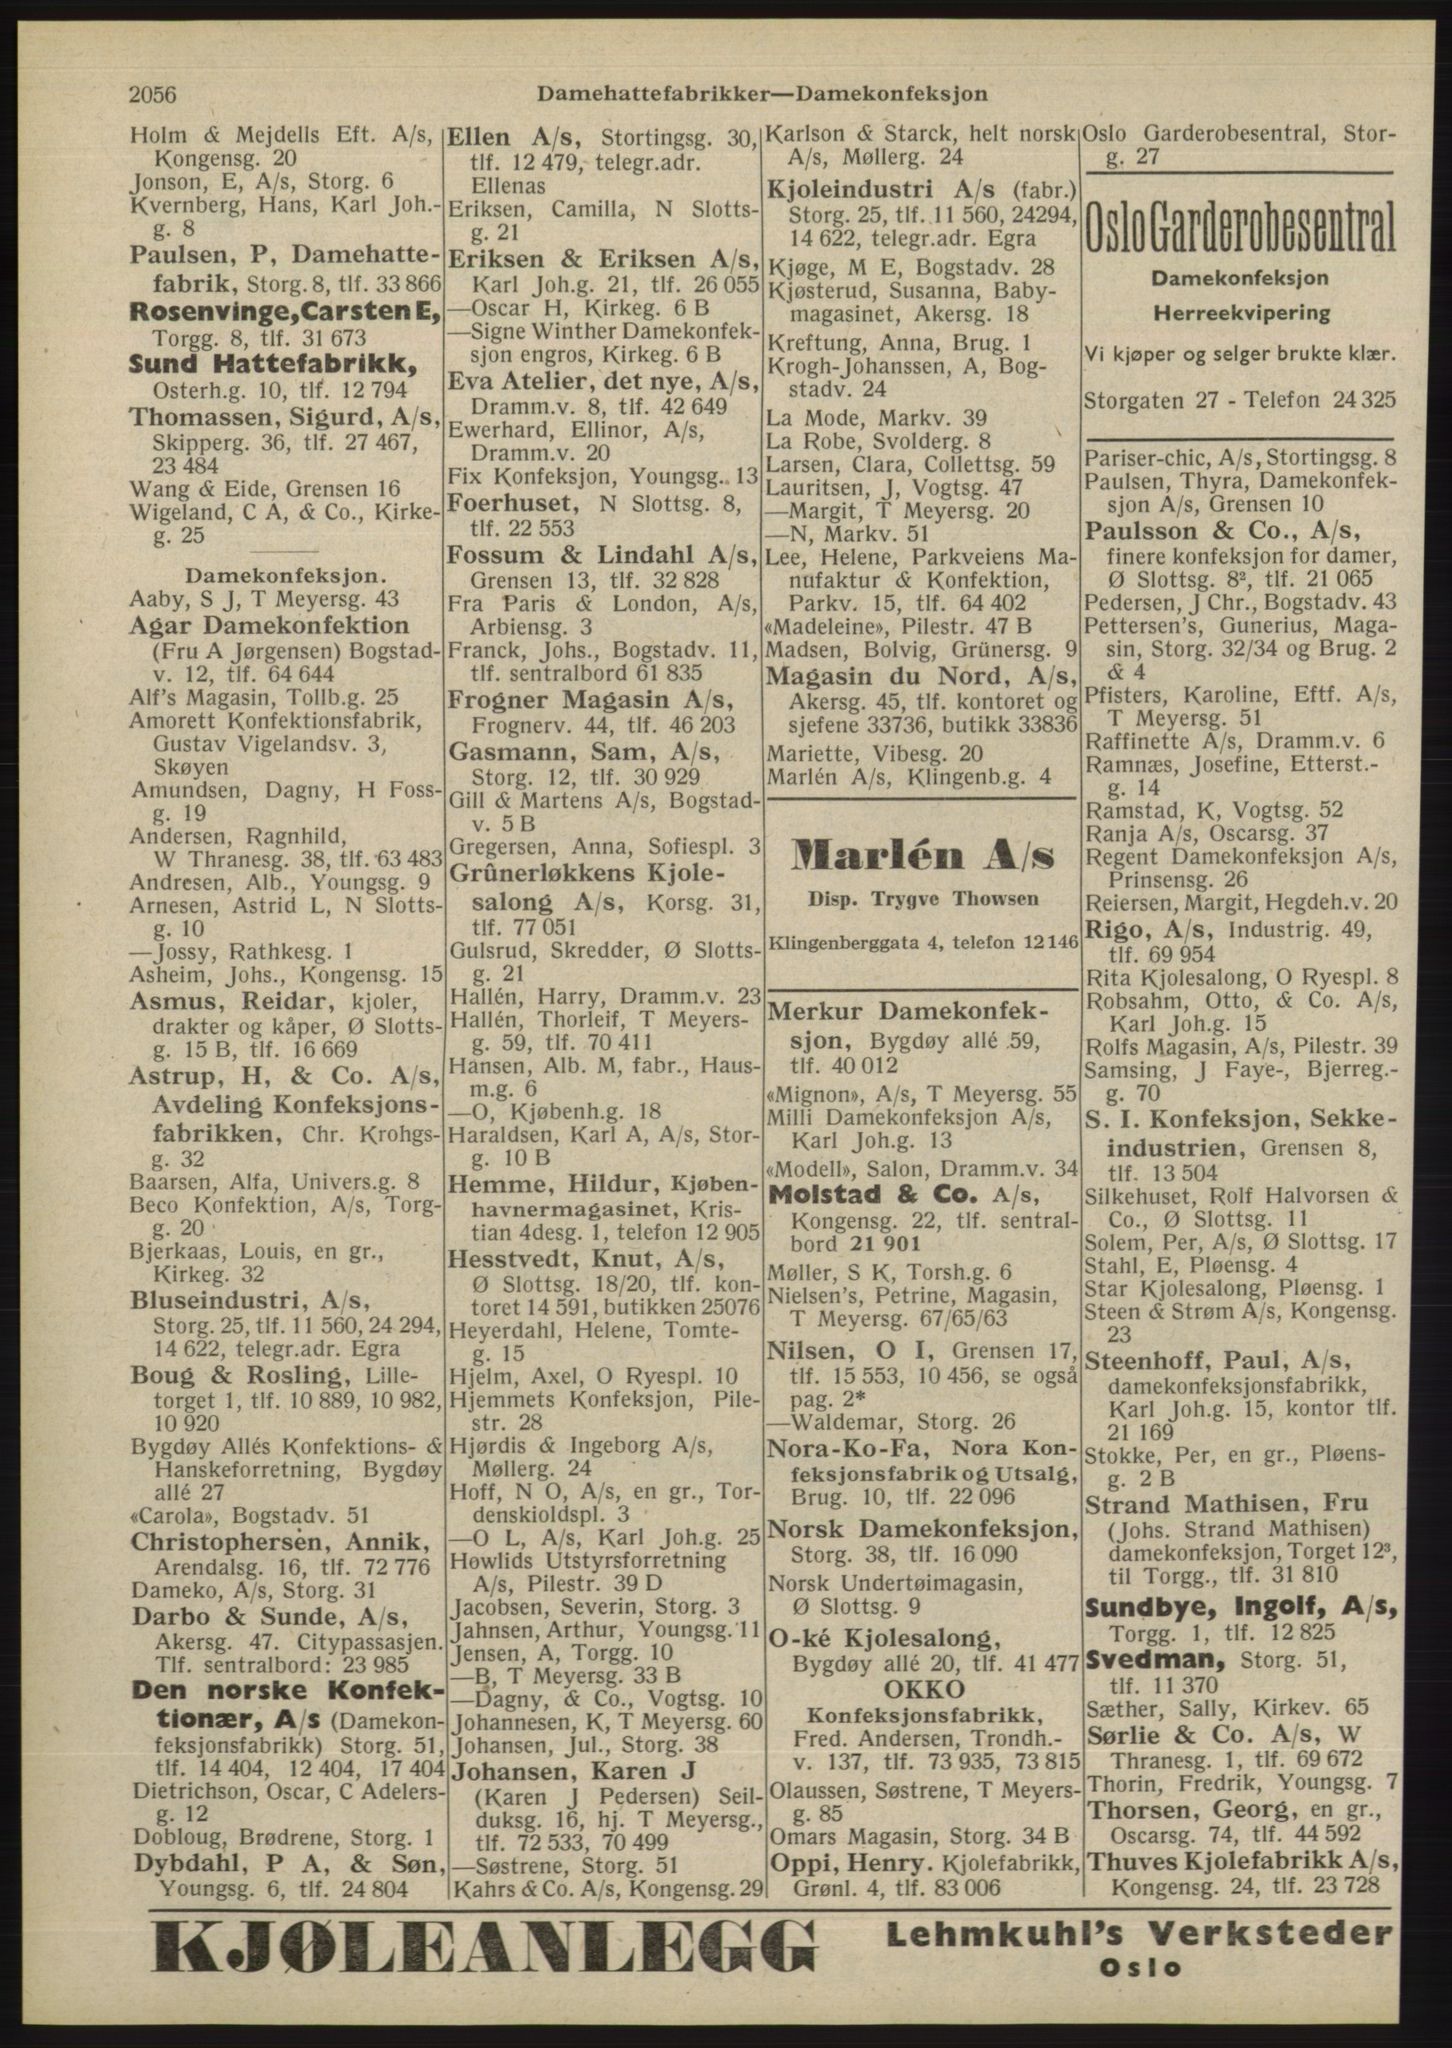 2056
Damehattefabrikker—Damekonfeksjon
Holm & Mejdells Eft. A/s,
Kongensg. 20
Jonson, E, A/s, Storg. 6
Kvernberg, Hans, Karl Joh.-
g. 8
Paulsen, P, Damehatte-
fabrik, Storg. 8, tlf. 33 866
Rosenvinge, Carsten E,
Torgg. 8, tlf. 31 673
Sund Hattefabrikk,
Osterh.g. 10, tlf. 12 794
Thomassen, Sigurd, A/s,
Skipperg. 36, tlf. 27 467,
23 484
Wang & Eide, Grensen 16
Wigeland, C A, & Co., Kirke-
g. 25
Damekonfeksjon.
Aaby, S J, T Meyersg. 43
Agar Damekonfektion
(Fru A Jørgensen) Bogstad-
v. 12, tlf. 64 644
Alf's Magasin, Tollb.g. 25
Amorett Konfektionsfabrik,
Gustav Vigelandsv. 3,
Skøyen
Amundsen, Dagny, H Foss-
g. 19
Andersen, Ragnhild,
W Thranesg. 38, tlf. 63 483
Andresen, Alb., Youngsg. 9
Arnesen, Astrid L, N Slotts-
g. 10
—Jossy, Rathkesg. 1
Asheim, Johs., Kongensg. 15
Asmus, Reidar, kjoler,
drakter og kåper, Ø Slotts-
g. 15 B, tlf. 16 669
Astrup, H, & Co. A/s,
Avdeling Konfeksjons-
fabrikken, Chr. Krohgs-
g. 32
Baarsen, Alfa, Univers.g. 8
Beco Konfektion, A/s, Torg-
g. 20
Bjerkaas, Louis, en gr.,
Kirkeg. 32
Bluseindustri, A/s,
Storg. 25, tlf. 11 560, 24 294,
14 622, telegr.adr. Egra
Boug & Rosling, Lille-
torget 1, tlf. 10 889, 10 982,
10 920
Bygdøy Allés Konfektions- &
Hanskeforretning, Bygdøy
allé 27
«Carola», Bogstadv. 51
Christophersen, Annik,
Arendalsg. 16, tlf. 72 776
Dameko, A/s, Storg. 31
Darbo & Sunde, A/s,
Akersg. 47. Citypassasjen.
Tlf. sentralbord: 23 985
Den norske Konfek-
tionær, A/s (Damekon-
feksjonsfabrikk) Storg. 51,
tlf. 14 404, 12 404, 17 404
Dietrichson, Oscar, C Adelers-
g. 12
Dobloug, Brødrene, Storg. 1
Dybdahl, P A, & Søn,
Youngsg. 6, tlf. 24 804
Ellen A/s, Stortingsg. 30,
tlf. 12 479, telegr.adr.
Ellenas
Eriksen, Camilla, N Slotts-
g. 21
Eriksen & Eriksen A/s,
Karl Joh.g. 21, tlf. 26 055
—Oscar H, Kirkeg. 6 B
—Signe Winther Damekonfek-
sjon engros, Kirkeg. 6 B
Eva Atelier, det nye, A/s,
Dramm.v. 8, tlf. 42 649
Ewerhard, Ellinor, A/s,
Dramm.v. 20
Fix Konfeksjon, Youngsg. 13
Foerhuset, N Slottsg. 8,
tlf. 22 553
Fossum & Lindahl A/s,
Grensen 13, tlf. 32 828
Fra Paris & London, A/s,
Arbiensg. 3
Franck, Johs., Bogstadv. 11,
tlf. sentralbord 61 835
Frogner Magasin A/s,
Frognerv. 44, tlf. 46 203
Gasmann, Sam, A/s,
Storg. 12, tlf. 30 929
Gill & Martens A/s, Bogstad-
v. 5 B
Gregersen, Anna, Sofiespl. 3
Grünerløkkens Kjole-
salong A/s, Korsg. 31,
tlf. 77 051
Gulsrud, Skredder, Ø Slotts-
g. 21
Hallén, Harry, Dramm.v. 23
Hallén, Thorleif, T Meyers-
g. 59, tlf. 70 411
Hansen, Alb. M, fabr., Haus-
m.g. 6
—O, Kjøbenh.g. 18
Haraldsen, Karl A, A/s, Stor-
g. 10 B
Hemme, Hildur, Kjøben-
havnermagasinet, Kris-
tian 4desg. 1, telefon 12 905
Hesstvedt, Knut, A/s,
Ø Slottsg. 18/20, tlf. kon-
toret 14 591, butikken 25076
Heyerdahl, Helene, Tomte-
g. 15
Hjelm, Axel, O Ryespl. 10
Hjemmets Konfeksjon, Pile-
str. 28
Hjørdis & Ingeborg A/s,
Møllerg. 24
Hoff, N O, A/s, en gr., Tor-
denskioldspl. 3
—O L, A/s, Karl Joh.g. 25
Howlids Utstyrsforretning
A/s, Pilestr. 39 D
Jacobsen, Severin, Storg. 3
Jahnsen, Arthur, Youngsg. 11
Jensen, A, Torgg. 10
—B, T Meyersg. 33 B
—Dagny, & Co., Vogtsg. 10
Johannesen, K, T Meyersg. 60
Johansen, Jul., Storg. 38
Johansen, Karen J
(Karen J Pedersen) Seil-
duksg. 16, hj. T Meyersg.,
tlf. 72 533, 70 499
—Søstrene, Storg. 51
Kahrs & Co. A/s, Kongensg. 29
Karlson & Starck, helt norsk
A/s, Møllerg. 24
Kjoleindustri A/s (fabr.)
Storg. 25, tlf. 11 560, 24294,
14 622, telegr.adr. Egra
Kjøge, M E, Bogstadv. 28
Kjøsterud, Susanna, Baby-
magasinet, Akersg. 18
Kreftung, Anna, Brug. 1
Krogh-Johanssen, A, Bog-
stadv. 24
La Mode, Markv. 39
La Robe, Svolderg. 8
Larsen, Clara, Collettsg. 59
Lauritsen, J, Vogtsg. 47
—Margit, T Meyersg. 20
—N, Markv. 51
Lee, Helene, Parkveiens Ma-
nufaktur & Konfektion,
Parkv. 15, tlf. 64 402
«Madeleine», Pilestr. 47 B
Madsen, Bolvig, Grünersg. 9
Magasin du Nord, A/s,
Akersg. 45, tlf. kontoret og
sjefene 33736, butikk 33836
Mariette, Vibesg. 20
Marlén A/s, Klingenb.g. 4
Marlén A/s
Disp. Trygve Thowsen
Klingenberggata 4, telefon 12146
Merkur Damekonfek-
sjon, Bygdøy allé 59,
tlf. 40 012
«Mignon», A/s, T Meyersg. 55
Milli Damekonfeksjon A/s,
Karl Joh.g. 13
«Modell», Salon, Dramm.v. 34
Molstad & Co. A/s,
Kongensg. 22, tlf. sentral-
bord 21 901
Møller, S K, Torsh.g. 6
Nielsen's, Petrine, Magasin,
T Meyersg. 67/65/63
Nilsen, O I, Grensen 17,
tlf. 15 553, 10 456, se også
pag. 2*
—Waldemar, Storg. 26
Nora-Ko-Fa, Nora Kon-
feksjonsfabrik og Utsalg,
Brug. 10, tlf. 22 096
Norsk Damekonfeksjon,
Storg. 38, tlf. 16 090
Norsk Undertøimagasin,
Ø Slottsg. 9
O-ké Kjolesalong,
Bygdøy allé 20, tlf. 41 477
OKKO
Konfeksjonsfabrikk,
Fred. Andersen, Trondh.-
v. 137, tlf. 73 935, 73 815
Olaussen, Søstrene, T Meyers-
g. 85
Omars Magasin, Storg. 34 B
Oppi, Henry. Kjolefabrikk,
Grønl. 4, tlf. 83 006
Oslo Garderobesentral, Stor-
g. 27
Oslo Garderobesentral
Damekonfeksjon
Herreekvipering
Vi kjøper og selger brukte klær.
Storgaten 27 - Telefon 24 325
Pariser-chic, A/s, Stortingsg. 8
Paulsen, Thyra, Damekonfek-
sjon A/s, Grensen 10
Paulsson & Co., A/s,
finere konfeksjon for damer,
Ø Slottsg. 8², tlf. 21 065
Pedersen, J Chr., Bogstadv. 43
Pettersen's, Gunerius, Maga-
sin, Storg. 32/34 og Brug. 2
& 4
Pfisters, Karoline, Eftf. A/s,
T Meyersg. 51
Raffinette A/s, Dramm.v. 6
Ramnæs, Josefine, Etterst.-
g. 14
Ramstad, K, Vogtsg. 52
Ranja A/s, Oscarsg. 37
Regent Damekonfeksjon A/s,
Prinsensg. 26
Reiersen, Margit, Hegdeh.v. 20
Rigo, A/s, Industrig. 49,
tlf. 69 954
Rita Kjolesalong, O Ryespl. 8
Robsahm, Otto, & Co. A/s,
Karl Joh.g. 15
Rolfs Magasin, A/s, Pilestr. 39
Samsing, J Faye-, Bjerreg.-
g. 70
S. I. Konfeksjon, Sekke-
industrien, Grensen 8,
tlf. 13 504
Silkehuset, Rolf Halvorsen &
Co., Ø Slottsg. 11
Solem, Per, A/s, Ø Slottsg. 17
Stahl, E, Pløensg. 4
Star Kjolesalong, Pløensg. 1
Steen & Strøm A/s, Kongensg.
23
Steenhoff, Paul, A/s,
damekonfeksjonsfabrikk,
Karl Joh.g. 15, kontor tlf.
21 169
Stokke, Per, en gr., Pløens-
g. 2 B
Strand Mathisen, Fru
(Johs. Strand Mathisen)
damekonfeksjon, Torget 12³,
til Torgg., tlf. 31 810
Sundbye, Ingolf, A/s,
Torgg. 1, tlf. 12 825
Svedman, Storg. 51,
tlf. 11 370
Sæther, Sally, Kirkev. 65
Sørlie & Co. A/s, W
Thranesg. 1, tlf. 69 672
Thorin, Fredrik, Youngsg. 7
Thorsen, Georg, en gr.,
Oscarsg. 74, tlf. 44 592
Thuves Kjolefabrikk A/s,
Kongensg. 24, tlf. 23 728
KJØLEANLEGG
Lehmkuhl's Verksteder
Oslo